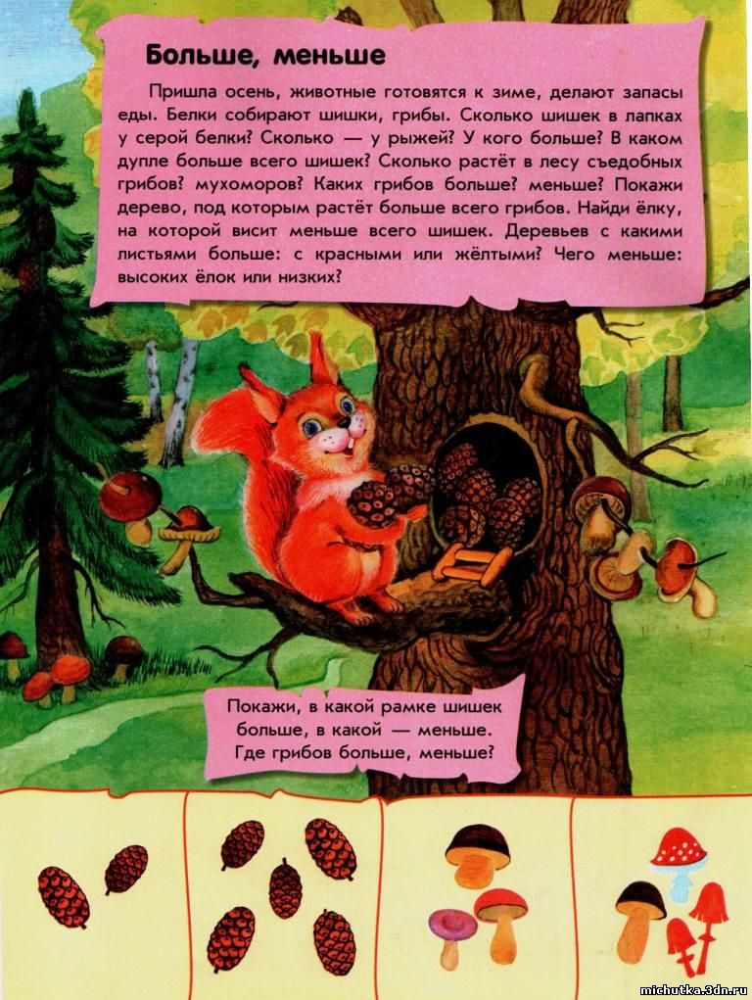 Больше, меньше
Пришла осень, животные готовятся к зиме, делают запасы
еды. Белки собирают шишки, грибы. Сколько шишек в лапках
у серой белки? Сколько — у рыжей? У кого больше? В каком
дупле больше всего шишек? Сколько растёт в лесу съедобных
грибов? мухоморов? Каких грибов больше? меньше? Покажи
дерево, под которым растёт больше всего грибов. Найди ёлку,
на которой висит меньше всего шишек. Деревьев с какими
листьями больше: с красными или жёлтыми? Чего меньше:
высоких ёлок или низких?
Покажи, в какой рамке шишек
больше, в какой — меньше.
Где грибов больше, меньше?
michutka.3dn.ru